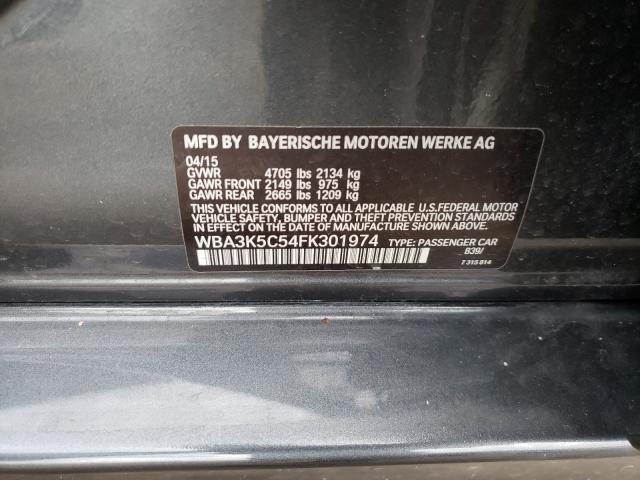 MFD BY BAYERISCHE MOTOREN WERKE AG
04/15
GVWR 4705 lbs 2134 kg
GAWR FRONT 2149 lbs 975 kg
GAWR REAR 2665 lbs 1209 kg
THIS VEHICLE CONFORMS TO ALL APPLICABLE U.S.FEDERAL MOTOR
VEHICLE SAFETY, BUMPER, AND THEFT PREVENTION STANDARDS
IN EFFECT ON THE DATE OF MANUFACTURE SHOWN ABOVE.
WBA3K5C54FK301974 TYPE: PASSENGER CAR
B39/
7 315 814